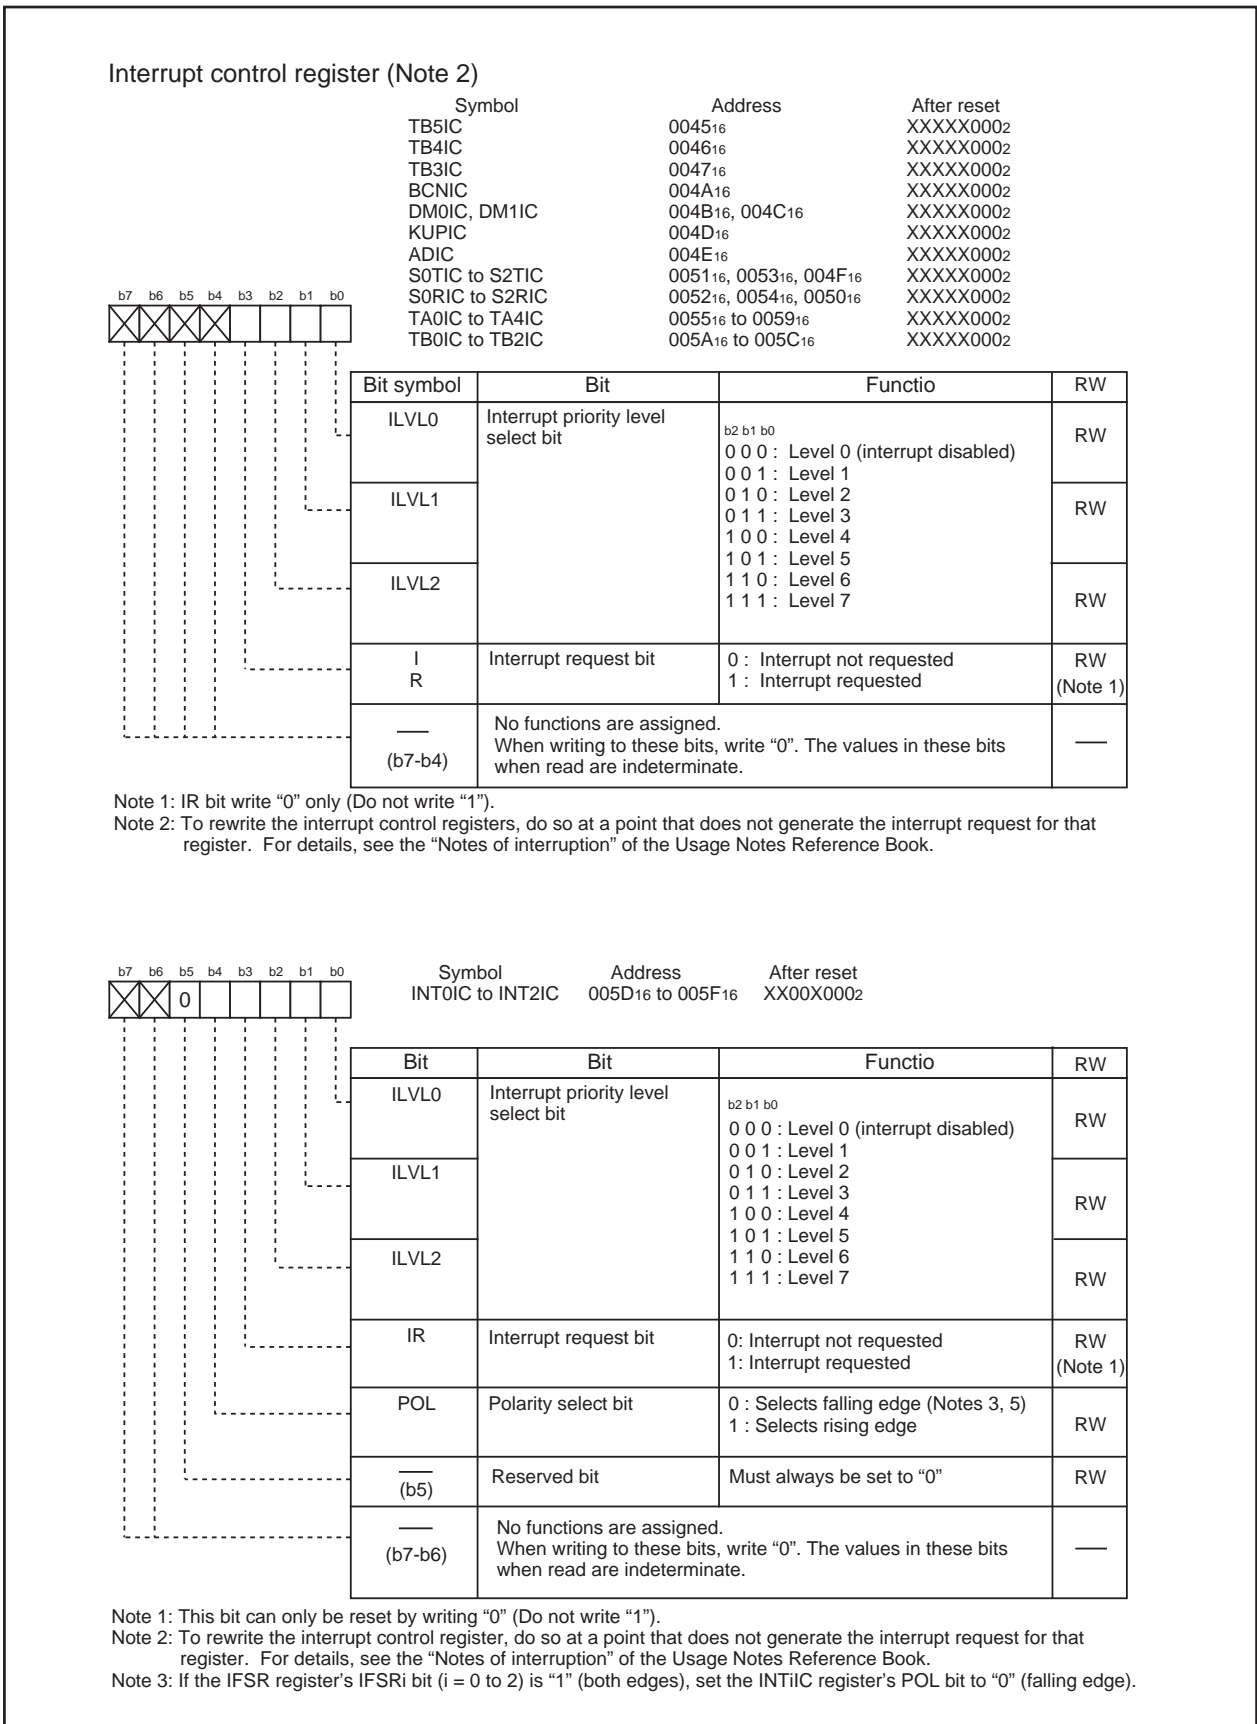 Interrupt control register (Note 2)
Symbol Address After reset
TB5IC 004516 XXXXX0002
TB4IC 004616 XXXXX0002
TB3IC 004716 XXXXX0002
BCNIC 004A16 XXXXX0002
DM0IC, DM1IC 004B16, 004C16 XXXXX0002
KUPIC 004D16 XXXXX0002
ADIC 004E16 XXXXX0002
S0TIC to S2TIC 005116, 005316, 004F16 XXXXX0002
S0RIC to S2RIC 005216, 005416, 005016 XXXXX0002
TA0IC to TA4IC 005516 to 005916 XXXXX0002
TB0IC to TB2IC 005A16 to 005C16 XXXXX0002
b7 b6 b5 b4 b3 b2 b1 b0
Bit symbol Bit Functio RW
ILVL0 Interrupt priority level
select bit
b2 b1 b0
0 0 0 : Level 0 (interrupt disabled)
0 0 1 : Level 1
0 1 0 : Level 2
0 1 1 : Level 3
1 0 0 : Level 4
1 0 1 : Level 5
1 1 0 : Level 6
1 1 1 : Level 7
RW
ILVL1 RW
ILVL2 RW
I Interrupt request bit 0 : Interrupt not requested RW
R 1 : Interrupt requested (Note 1)
No functions are assigned.
When writing to these bits, write “0”. The values in these bits
(b7-b4) when read are indeterminate.
Note 1: IR bit write “0” only (Do not write “1”).
Note 2: To rewrite the interrupt control registers, do so at a point that does not generate the interrupt request for that
register. For details, see the “Notes of interruption” of the Usage Notes Reference Book.
b7 b6 b5 b4 b3 b2 b1 b0
0
Symbol Address After reset
INT0IC to INT2IC 005D16 to 005F16 XX00X0002
Bit Bit Functio RW
ILVL0 Interrupt priority level
select bit
b2 b1 b0
0 0 0 : Level 0 (interrupt disabled)
0 0 1 : Level 1
0 1 0 : Level 2
0 1 1 : Level 3
1 0 0 : Level 4
1 0 1 : Level 5
1 1 0 : Level 6
1 1 1 : Level 7
RW
ILVL1 RW
ILVL2 RW
IR Interrupt request bit 0: Interrupt not requested RW
1: Interrupt requested (Note 1)
POL Polarity select bit 0 : Selects falling edge (Notes 3, 5)
1 : Selects rising edge RW
(b5) Reserved bit Must always be set to “0” RW
No functions are assigned.
When writing to these bits, write “0”. The values in these bits
(b7-b6) when read are indeterminate.
Note 1: This bit can only be reset by writing “0” (Do not write “1”).
Note 2: To rewrite the interrupt control register, do so at a point that does not generate the interrupt request for that
register. For details, see the “Notes of interruption” of the Usage Notes Reference Book.
Note 3: If the IFSR register’s IFSRi bit (i = 0 to 2) is “1” (both edges), set the INTiIC register’s POL bit to “0” (falling edge).